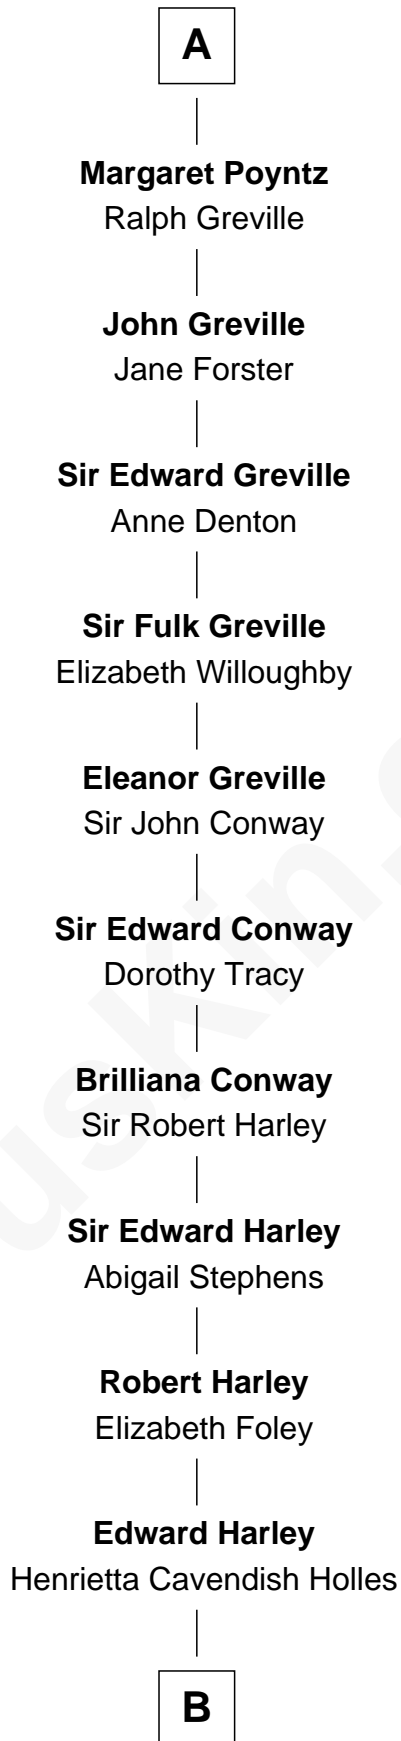 A
Margaret Poyntz
Ralph Greville
John Greville
Jane Forster
Sir Edward Greville
Anne Denton
Sir Fulk Greville
Elizabeth Willoughby
Eleanor Greville
Sir John Conway
Sir Edward Conway
Dorothy Tracy
Brilliana Conway
Sir Robert Harley
Sir Edward Harley
Abigail Stephens
Robert Harley
Elizabeth Foley
Edward Harley
Henrietta Cavendish Holles
B